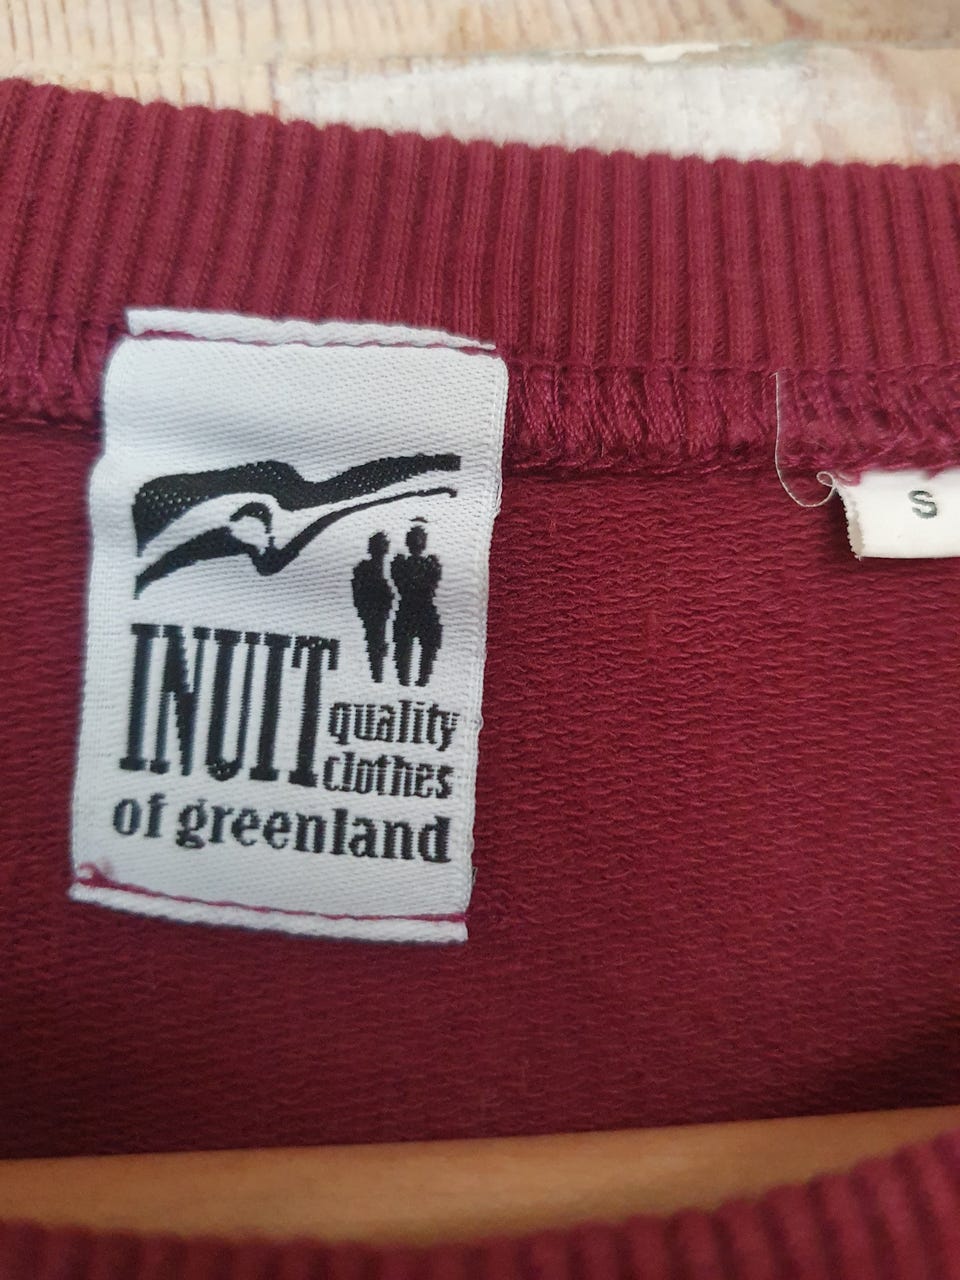 INUIT
quality
clothes
of greenland
S